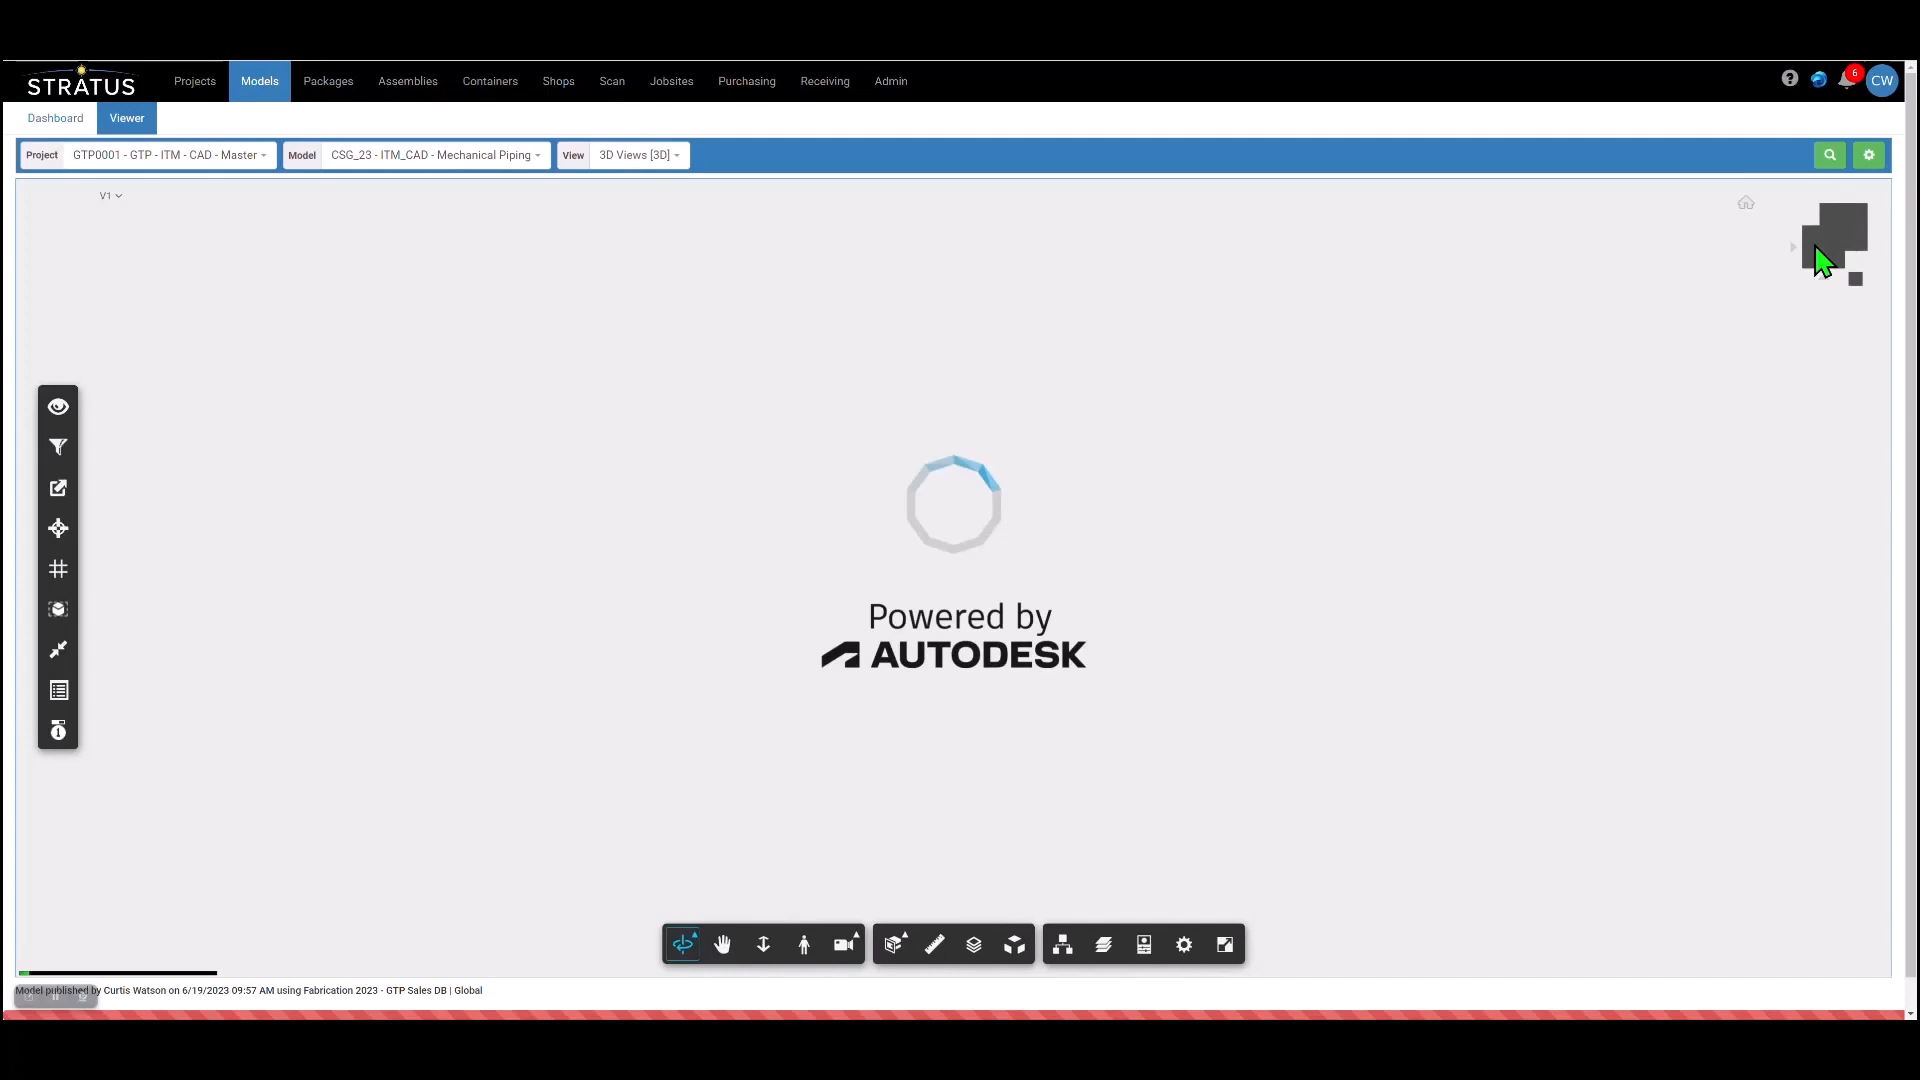 STRATUS Projects Models Packages Assemblies Containers Shops Scan Jobsites Purchasing Receiving Admin 6 CW
Dashboard Viewer
Project GTP0001 - GTP - ITM - CAD - Master Model CSG_23 - ITM_CAD - Mechanical Piping View 3D Views [3D]
V1
Powered by
AUTODESK
Model published by Curtis Watson on 6/19/2023 09:57 AM using Fabrication 2023 - GTP Sales DB | Global